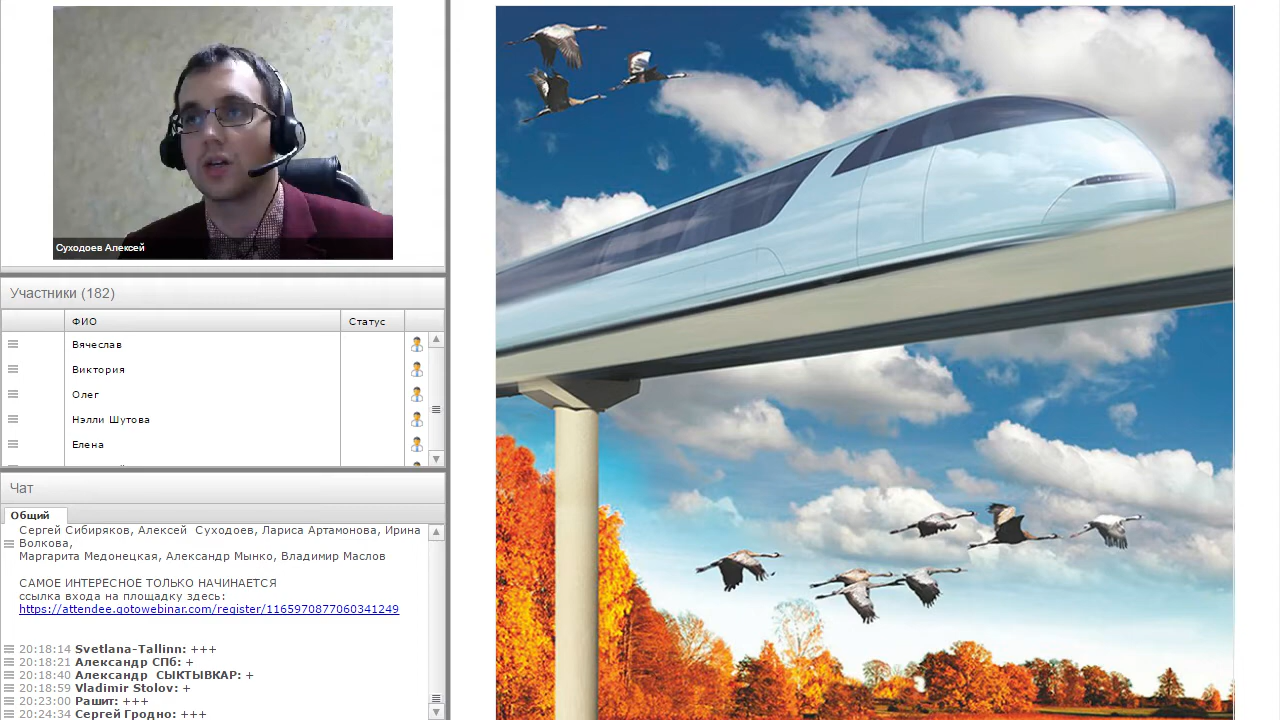 Суходоев Алексей
Участники (182)
ФИО
Статус
Вячеслав
Виктория
Олег
Нэлли Шутова
Елена
Чат
Общий
Сергей Сибиряков, Алексей Суходоев, Лариса Артамонова, Ирина
Волкова,
Маргарита Медонецкая, Александр Мынко, Владимир Маслов
САМОЕ ИНТЕРЕСНОЕ ТОЛЬКО НАЧИНАЕТСЯ
ссылка входа на площадку здесь:
https://attendee.gotowebinar.com/register/1165970877060341249
20:18:14 Svetlana-Tallinn: +++
20:18:21 Александр СПб: +
20:18:40 Александр СЫКТЫВКАР: +
20:18:59 Vladimir Stolov: +
20:23:00 Рашит: +++
20:24:34 Сергей Гродно: +++